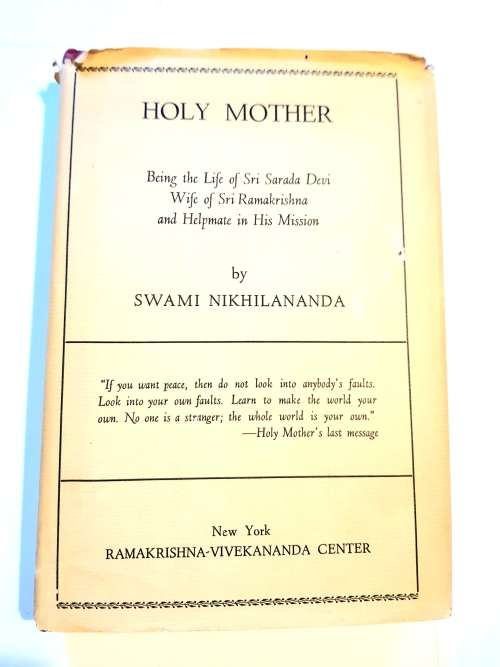 HOLY MOTHER
Being the Life of Sri Sarada Devi
Wife of Sri Ramakrishna
and Helpmate in His Mission
by
SWAMI NIKHILANANDA
"If you want peace, then do not look into anybody's faults.
Look into your own faults. Learn to make the world your
own. No one is a stranger; the whole world is your own."
—Holy Mother's last message
New York
RAMAKRISHNA-VIVEKANANDA CENTER